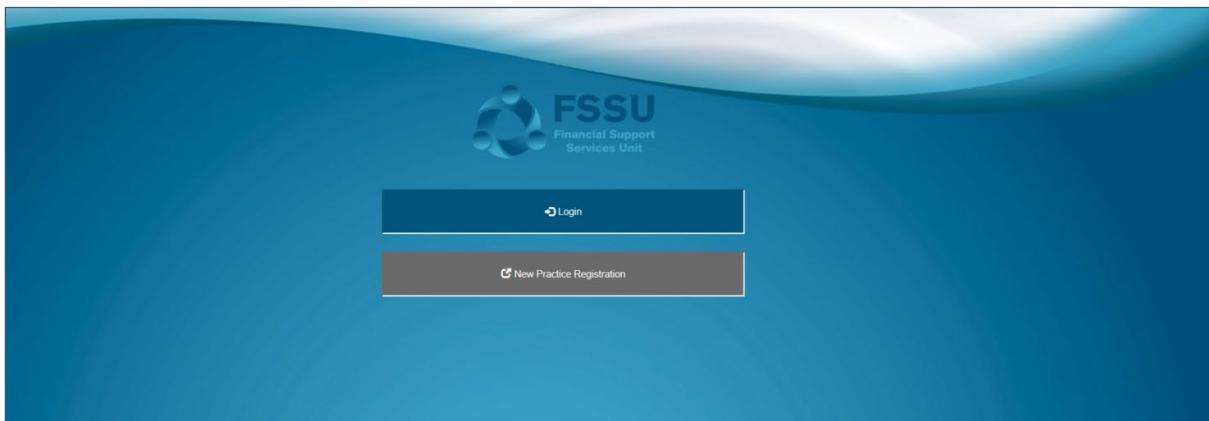 FSSU
Financial Support
Services Unit
Login
New Practice Registration